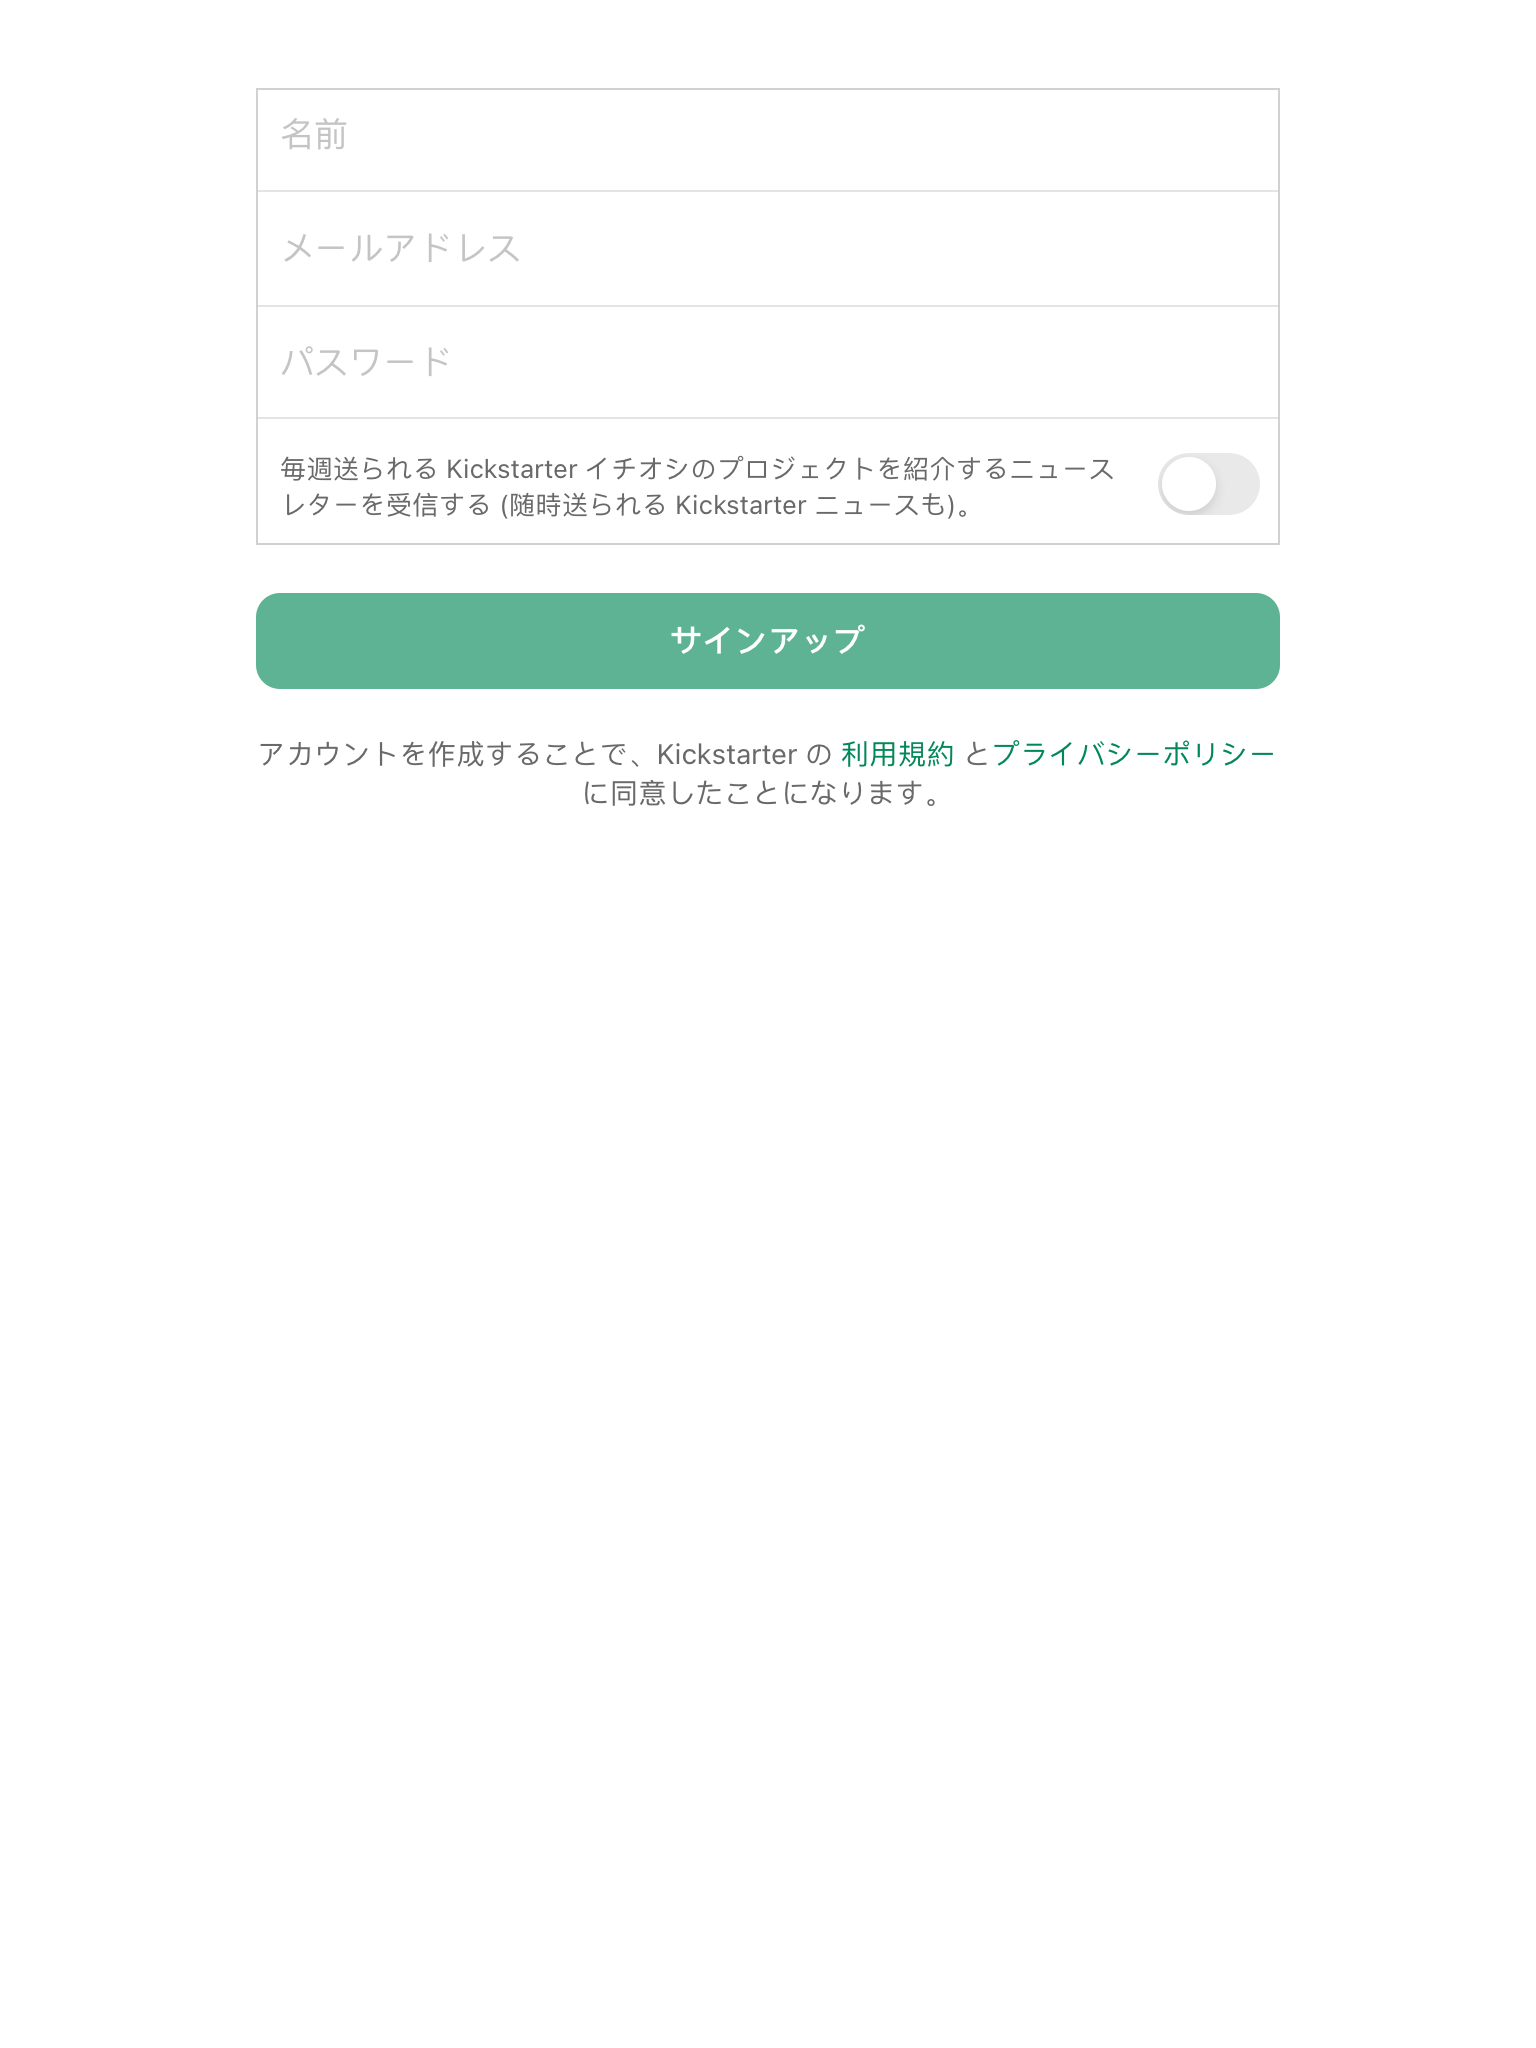 名前
メールアドレス
パスワード
毎週送られる Kickstarter イチオシのプロジェクトを紹介するニュース
レターを受信する (随時送られる Kickstarter ニュースも)。
サインアップ
アカウントを作成することで、Kickstarter の 利用規約 とプライバシーポリシー
に同意したことになります。